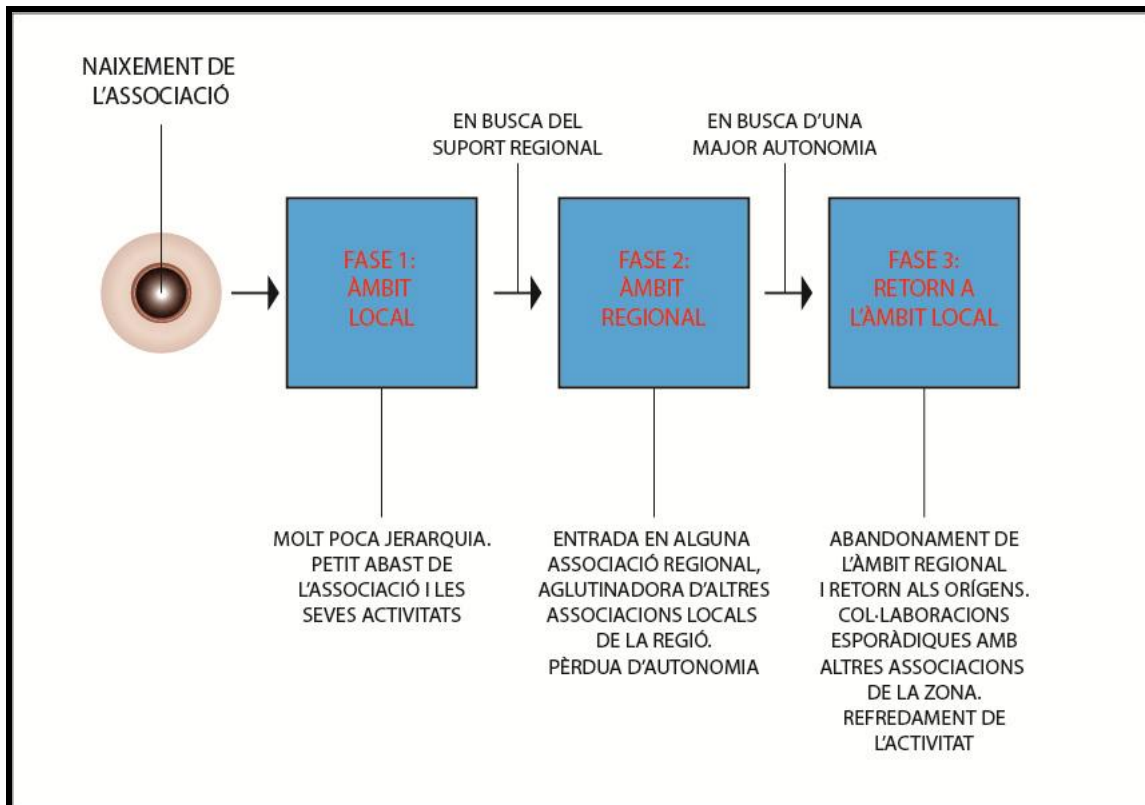 NAIXEMENT DE
L'ASSOCIACIÓ
EN BUSCA DEL
SUPORT REGIONAL
EN BUSCA D'UNA
MAJOR AUTONOMIA
FASE 1:
ÀMBIT
LOCAL
FASE 2:
ÀMBIT
REGIONAL
FASE 3:
RETORN A
L'ÀMBIT LOCAL
MOLT POCA JERARQUIA.
PETIT ABAST DE
L'ASSOCIACIÓ I LES
SEVES ACTIVITATS
ENTRADA EN ALGUNA
ASSOCIACIÓ REGIONAL,
AGLUTINADORA D'ALTRES
ASSOCIACIONS LOCALS
DE LA REGIÓ.
PÈRDUA D'AUTONOMIA
ABANDONAMENT DE
L'ÀMBIT REGIONAL
I RETORN ALS ORÍGENS.
COL·LABORACIONS
ESPORÀDIQUES AMB
ALTRES ASSOCIACIONS
DE LA ZONA.
REFREDAMENT DE
L'ACTIVITAT